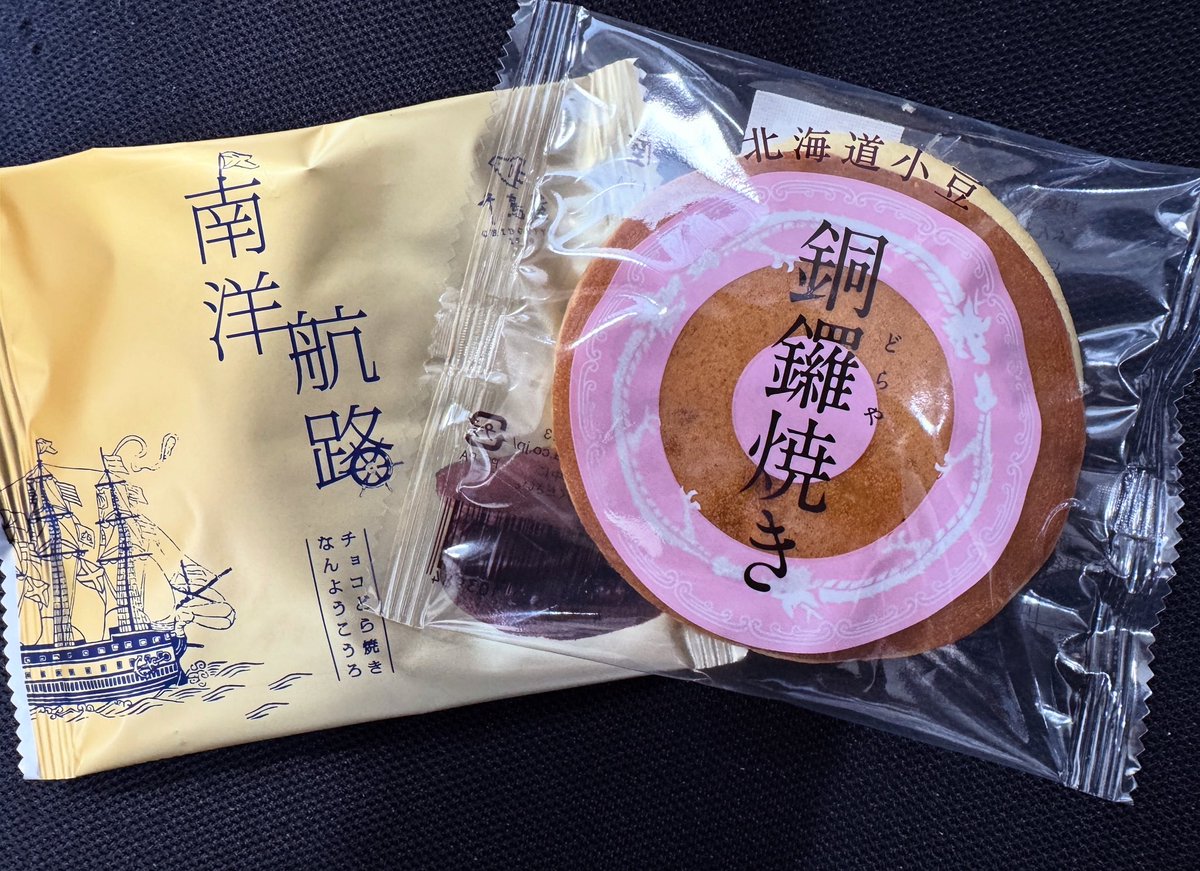 南洋
航路
チョコどら焼き
なんようこうろ
北海道小豆
銅鑼焼き
どらや